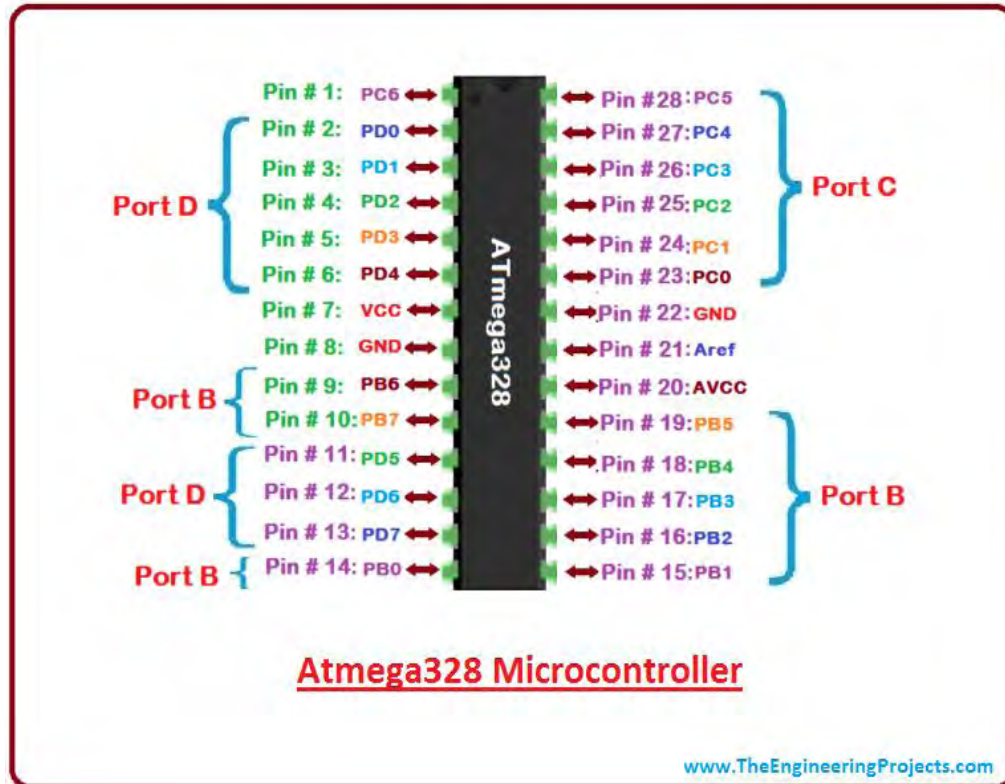 Pin # 1: PC6
Pin # 2: PD0
Pin # 3: PD1
Pin # 4: PD2
Port D
Pin # 5: PD3
Pin # 6: PD4
Pin # 7: VCC
Pin # 8: GND
Pin # 9: PB6
Port B
Pin # 10: PB7
Pin # 11: PD5
Pin # 12: PD6
Port D
Pin # 13: PD7
Pin # 14: PB0
Port B
ATmega328
Pin #28: PC5
Pin # 27: PC4
Pin # 26: PC3
Port C
Pin # 25: PC2
Pin # 24: PC1
Pin # 23: PC0
Pin # 22: GND
Pin # 21: Aref
Pin # 20: AVCC
Pin # 19: PB5
Pin # 18: PB4
Pin # 17: PB3
Port B
Pin # 16: PB2
Pin # 15: PB1
Atmega328 Microcontroller
www.TheEngineeringProjects.com